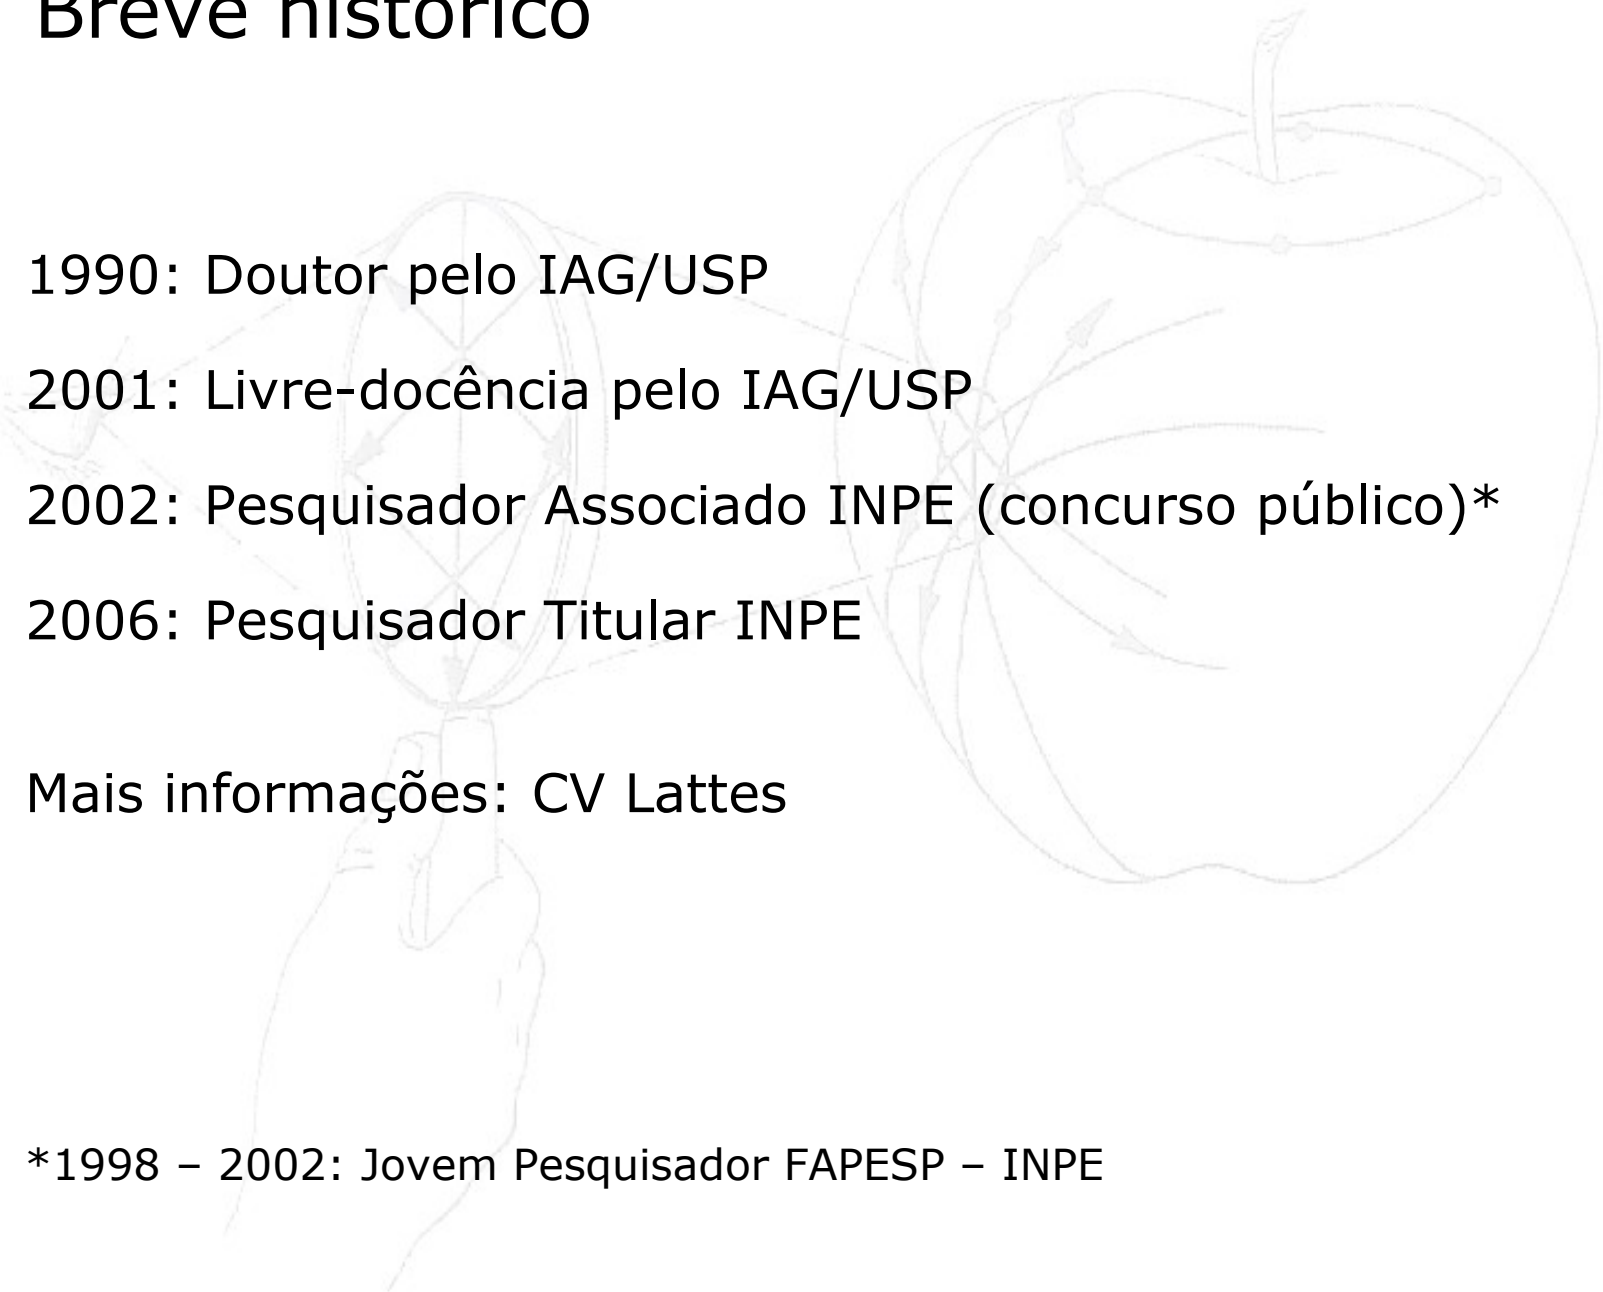 Breve histórico
1990: Doutor pelo IAG/USP
2001: Livre-docência pelo IAG/USP
2002: Pesquisador Associado INPE (concurso público)*
2006: Pesquisador Titular INPE
Mais informações: CV Lattes
*1998 – 2002: Jovem Pesquisador FAPESP – INPE